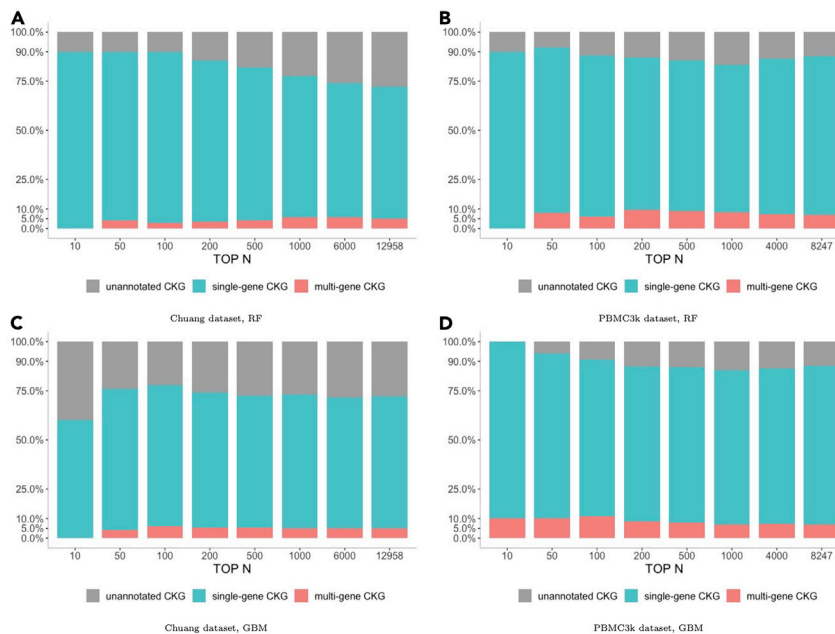 A
100.0%
90.0%
75.0%
50.0%
25.0%
10.0%
5.0%
0.0%
10 50 100 200 500 1000 6000 12958
TOP N
unannotated CKG single-gene CKG multi-gene CKG
Chuang dataset, RF
B
100.0%
90.0%
75.0%
50.0%
25.0%
10.0%
5.0%
0.0%
10 50 100 200 500 1000 4000 8247
TOP N
unannotated CKG single-gene CKG multi-gene CKG
PBMC3k dataset, RF
C
100.0%
90.0%
75.0%
50.0%
25.0%
10.0%
5.0%
0.0%
10 50 100 200 500 1000 6000 12958
TOP N
unannotated CKG single-gene CKG multi-gene CKG
Chuang dataset, GBM
D
100.0%
90.0%
75.0%
50.0%
25.0%
10.0%
5.0%
0.0%
10 50 100 200 500 1000 4000 8247
TOP N
unannotated CKG single-gene CKG multi-gene CKG
PBMC3k dataset, GBM